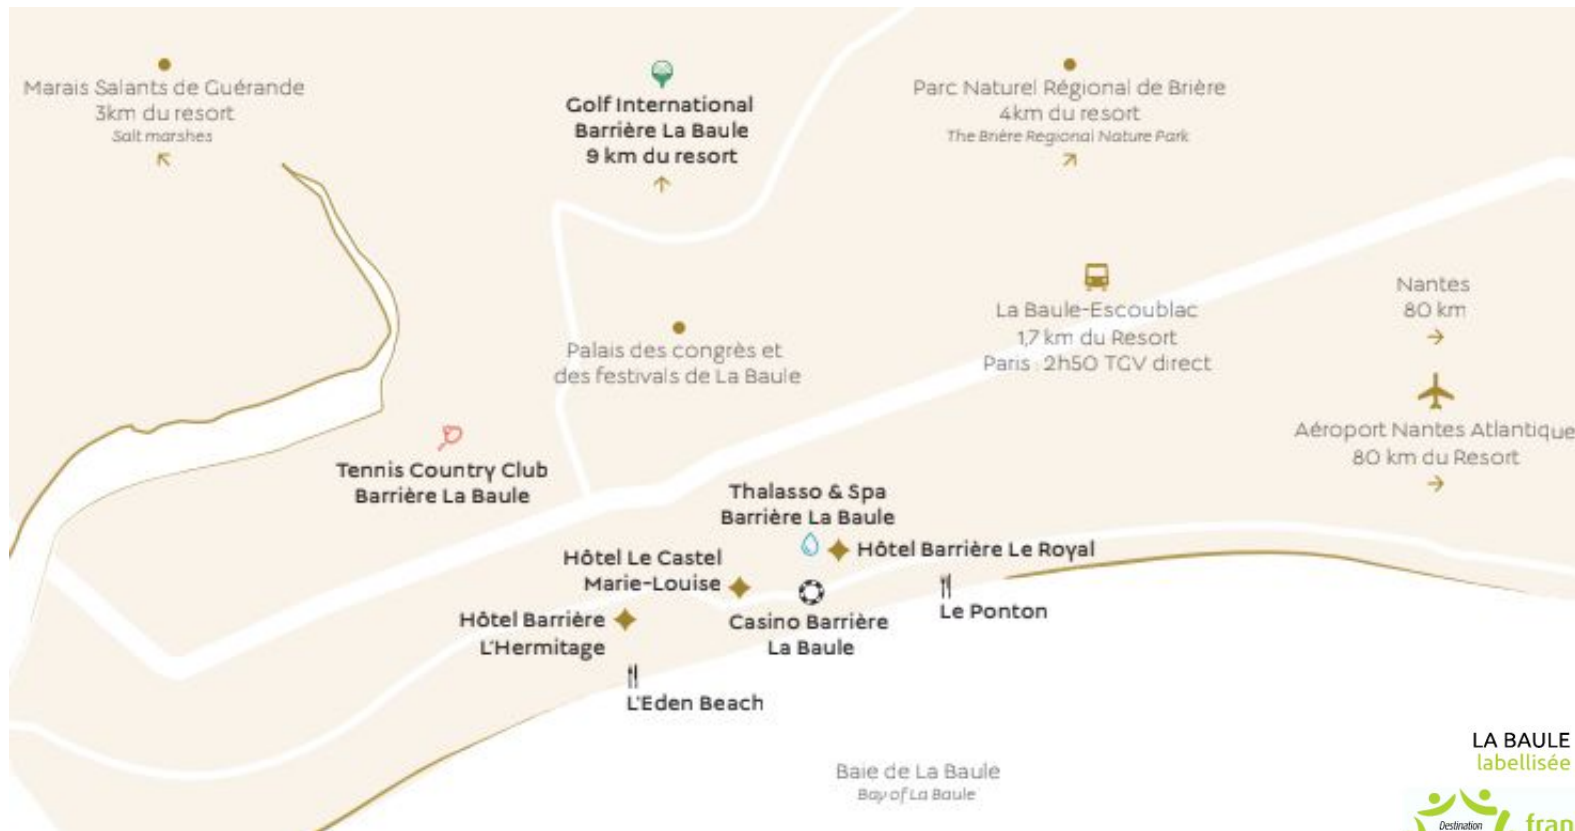 Marais Salants de Guérande
3km du resort
Salt marshes
Golf International
Barrière La Baule
9 km du resort
Parc Naturel Régional de Brière
4km du resort
The Brière Regional Nature Park
La Baule-Escoublac
1,7 km du Resort
Paris : 2h50 TGV direct
Nantes
80 km
Palais des congrès et
des festivals de La Baule
Aéroport Nantes Atlantique
80 km du Resort
Tennis Country Club
Barrière La Baule
Thalasso & Spa
Barrière La Baule
Hôtel Barrière Le Royal
Hôtel Le Castel
Marie-Louise
Hôtel Barrière
L'Hermitage
Casino Barrière
La Baule
Le Ponton
L'Eden Beach
Baie de La Baule
Bay of La Baule
LA BAULE
labellisée
Destination
fran